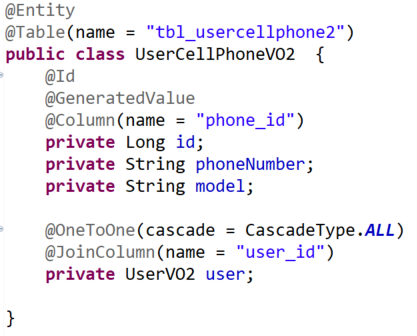 @Entity
@Table(name = "tbl_usercellphone2")
public class UserCellPhoneVO2  {
    @Id
    @GeneratedValue
    @Column(name = "phone_id")
    private Long id;
    private String phoneNumber;
    private String model;

    @OneToOne(cascade = CascadeType.ALL)
    @JoinColumn(name = "user_id")
    private UserVO2 user;

}